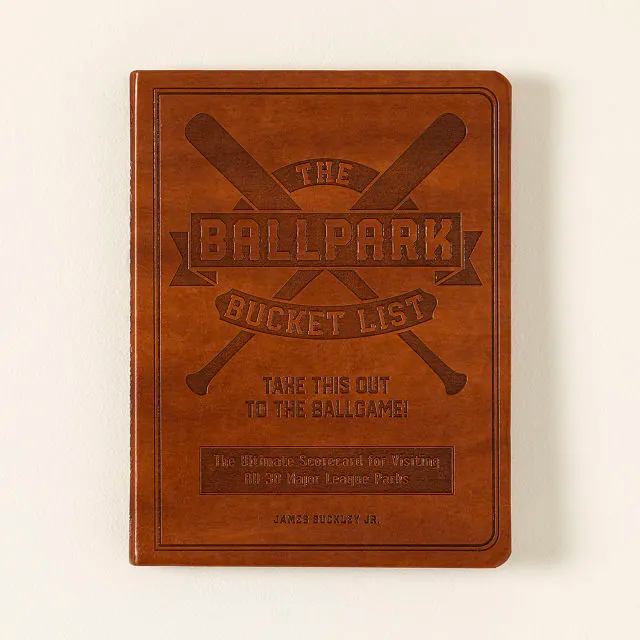 THE
BALLPARK
BUCKET LIST
TAKE THIS OUT
TO THE BALLGAME!
The Ultimate Scorecard for Visiting
All 30 Major League Parks
JAMES BUCKLEY JR.